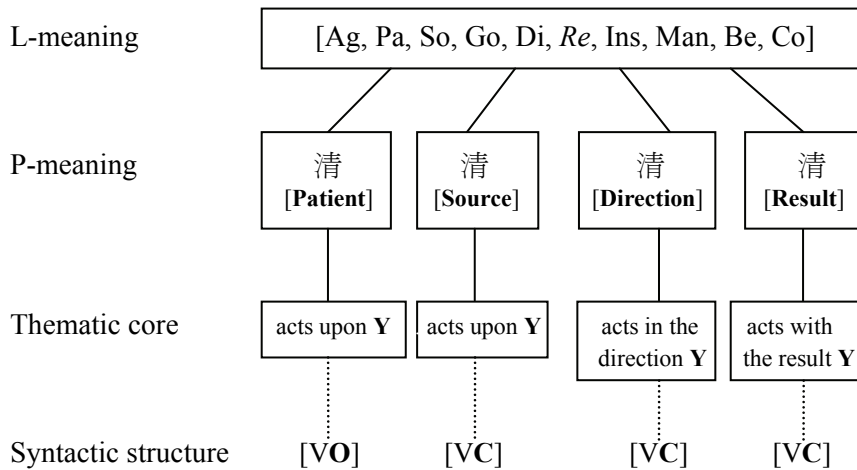 L-meaning [Ag, Pa, So, Go, Di, Re, Ins, Man, Be, Co]
P-meaning
清 清 清 清
[Patient] [Source] [Direction] [Result]
Thematic core
acts upon Y acts upon Y acts in the direction Y acts with the result Y
Syntactic structure [VO] [VC] [VC] [VC]